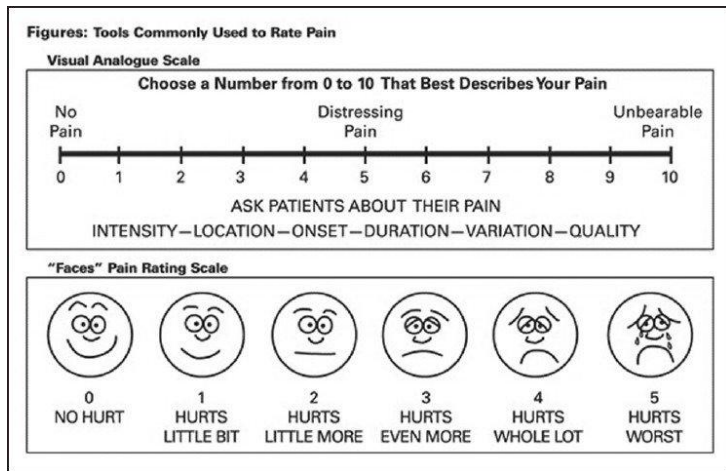 Figures: Tools Commonly Used to Rate Pain
Visual Analogue Scale
Choose a Number from 0 to 10 That Best Describes Your Pain
No Pain
Distressing Pain
Unbearable Pain
0 1 2 3 4 5 6 7 8 9 10
ASK PATIENTS ABOUT THEIR PAIN
INTENSITY—LOCATION—ONSET—DURATION—VARIATION—QUALITY
"Faces" Pain Rating Scale
0 1 2 3 4 5
NO HURT
HURTS LITTLE BIT
HURTS LITTLE MORE
HURTS EVEN MORE
HURTS WHOLE LOT
HURTS WORST